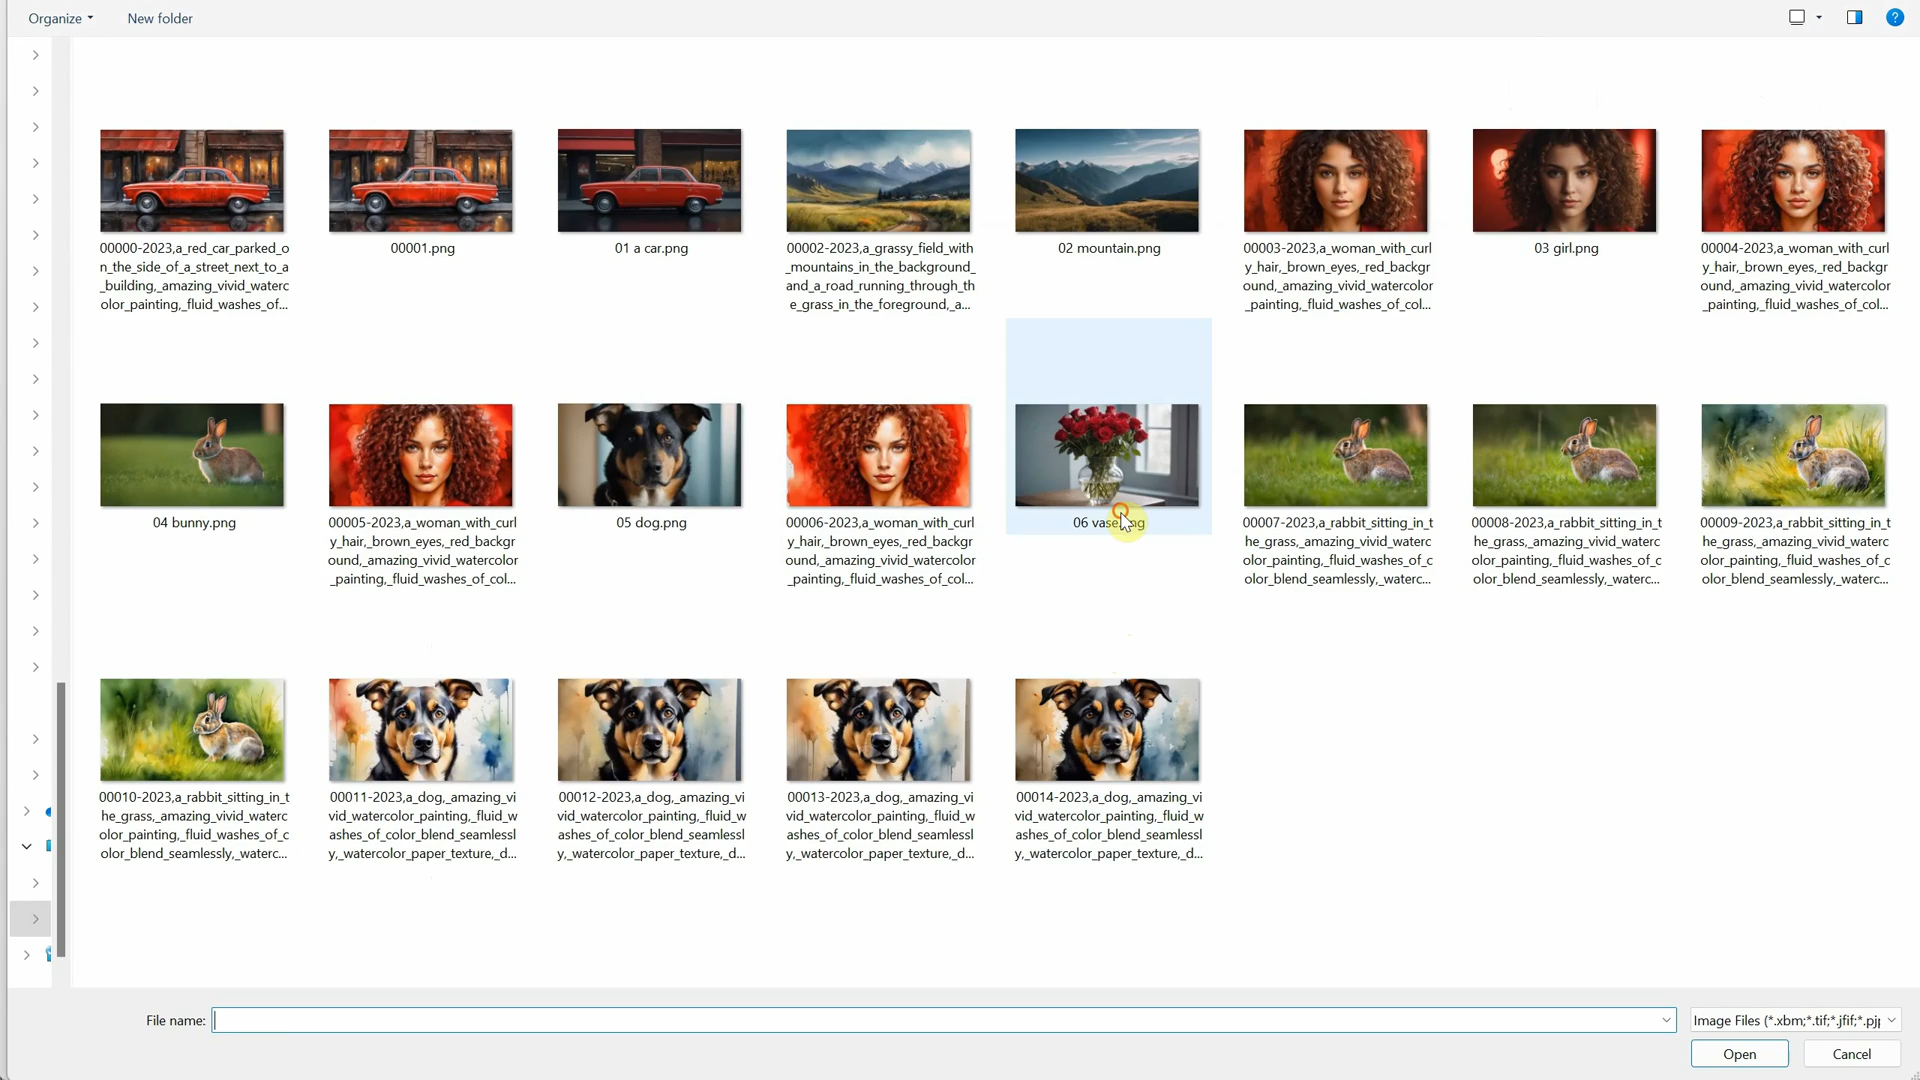 Organize
New folder
00000-2023,a_red_car_parked_o
n_the_side_of_a_street_next_to_a
_building,_amazing_vivid_waterc
olor_painting,_fluid_washes_of...
00001.png
01 a car.png
00002-2023,a_grassy_field_with
_mountains_in_the_background_
and_a_road_running_through_th
e_grass_in_the_foreground,_a...
02 mountain.png
00003-2023,a_woman_with_curl
y_hair,_brown_eyes,_red_backgr
ound,_amazing_vivid_watercolor
_painting,_fluid_washes_of_col...
03 girl.png
00004-2023,a_woman_with_curl
y_hair,_brown_eyes,_red_backgr
ound,_amazing_vivid_watercolor
_painting,_fluid_washes_of_col...
04 bunny.png
00005-2023,a_woman_with_curl
y_hair,_brown_eyes,_red_backgr
ound,_amazing_vivid_watercolor
_painting,_fluid_washes_of_col...
05 dog.png
00006-2023,a_woman_with_curl
y_hair,_brown_eyes,_red_backgr
ound,_amazing_vivid_watercolor
_painting,_fluid_washes_of_col...
06 vase.png
00007-2023,a_rabbit_sitting_in_t
he_grass,_amazing_vivid_waterc
olor_painting,_fluid_washes_of_c
olor_blend_seamlessly,_waterc...
00008-2023,a_rabbit_sitting_in_t
he_grass,_amazing_vivid_waterc
olor_painting,_fluid_washes_of_c
olor_blend_seamlessly,_waterc...
00009-2023,a_rabbit_sitting_in_t
he_grass,_amazing_vivid_waterc
olor_painting,_fluid_washes_of_c
olor_blend_seamlessly,_waterc...
00010-2023,a_rabbit_sitting_in_t
he_grass,_amazing_vivid_waterc
olor_painting,_fluid_washes_of_c
olor_blend_seamlessly,_waterc...
00011-2023,a_dog,_amazing_vi
vid_watercolor_painting,_fluid_w
ashes_of_color_blend_seamlessl
y,_watercolor_paper_texture,_d...
00012-2023,a_dog,_amazing_vi
vid_watercolor_painting,_fluid_w
ashes_of_color_blend_seamlessl
y,_watercolor_paper_texture,_d...
00013-2023,a_dog,_amazing_vi
vid_watercolor_painting,_fluid_w
ashes_of_color_blend_seamlessl
y,_watercolor_paper_texture,_d...
00014-2023,a_dog,_amazing_vi
vid_watercolor_painting,_fluid_w
ashes_of_color_blend_seamlessl
y,_watercolor_paper_texture,_d...
File name:
Image Files (*.xbm;*.tif;*.jfif;*.pjp
Open
Cancel